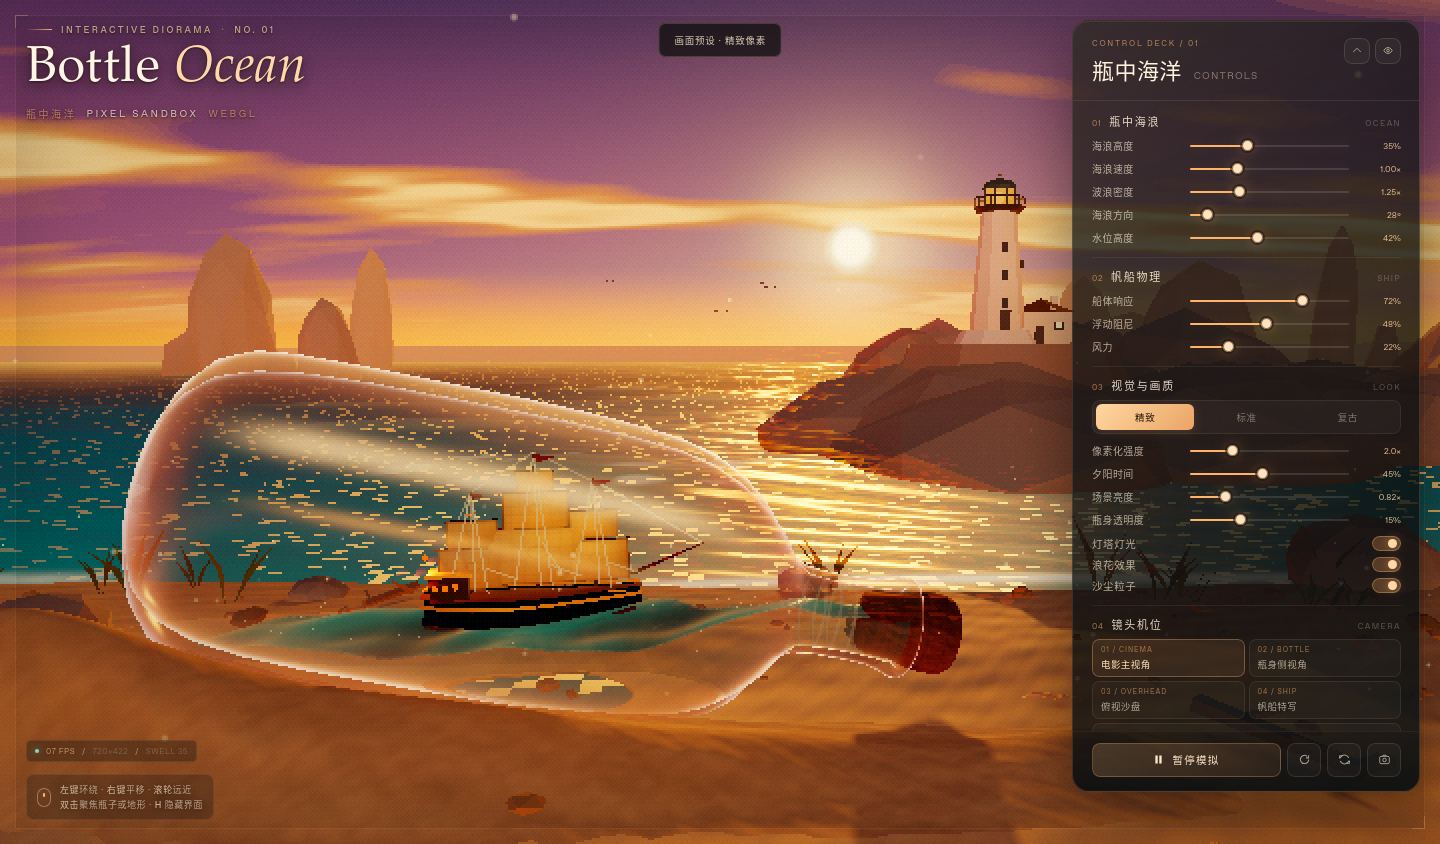 INTERACTIVE DIORAMA · NO. 01
Bottle Ocean
瓶中海洋 PIXEL SANDBOX WEBGL
画面预设 · 精致像素
CONTROL DECK / 01
瓶中海洋 CONTROLS
01 瓶中海浪 OCEAN
海浪高度 35%
海浪速度 1.00×
波浪密度 1.25×
海浪方向 28°
水位高度 42%
02 帆船物理 SHIP
船体响应 72%
浮动阻尼 48%
风力 22%
03 视觉与画质 LOOK
精致 标准 复古
像素化强度 2.0×
夕阳时间 45%
场景亮度 0.82×
瓶身透明度 15%
灯塔灯光
浪花效果
沙尘粒子
04 镜头机位 CAMERA
01 / CINEMA 02 / BOTTLE
电影主视角 瓶身侧视角
03 / OVERHEAD 04 / SHIP
俯视沙盘 帆船特写
暂停模拟
07 FPS / 720×422 / SWELL 35
左键环绕 · 右键平移 · 滚轮远近
双击聚焦瓶子或地形 · H 隐藏界面